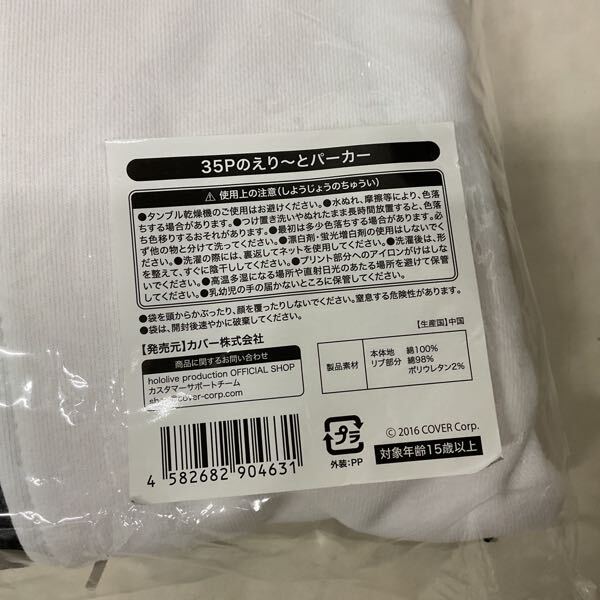 35Pのえり～とパーカー
⚠ 使用上の注意（しようじょうのちゅうい）
●タンブル乾燥機のご使用はお避けください。●水ぬれ、摩擦等により、色落
ちする場合があります。●つけ置き洗いやぬれたまま長時間放置すると、色落
ち色移りするおそれがあります。●最初は多少色落ちする場合があります。必
ず他の物と分けて洗ってください。●漂白剤・蛍光増白剤の使用はしないでく
ださい。●洗濯の際には、裏返してネットを使用してください。●洗濯後は、形
を整えて、すぐに陰干ししてください。●プリント部分へのアイロンがけはしな
いでください。●高温多湿になる場所や直射日光のあたる場所を避けて保管
してください。●乳幼児の手の届かないところに保管してください。
●袋を頭からかぶったり、顔を覆ったりしないでください。窒息する危険性があります。
●袋は、開封後速やかに破棄してください。
【発売元】カバー株式会社
【生産国】中国
商品に関するお問い合わせ
hololive production OFFICIAL SHOP
カスタマーサポートチーム
@cover-corp.com
製品素材
本体地 綿100%
リブ部分 綿98%
ポリウレタン2%
4 582682 904631
プラ
外装:PP
© 2016 COVER Corp.
対象年齢15歳以上